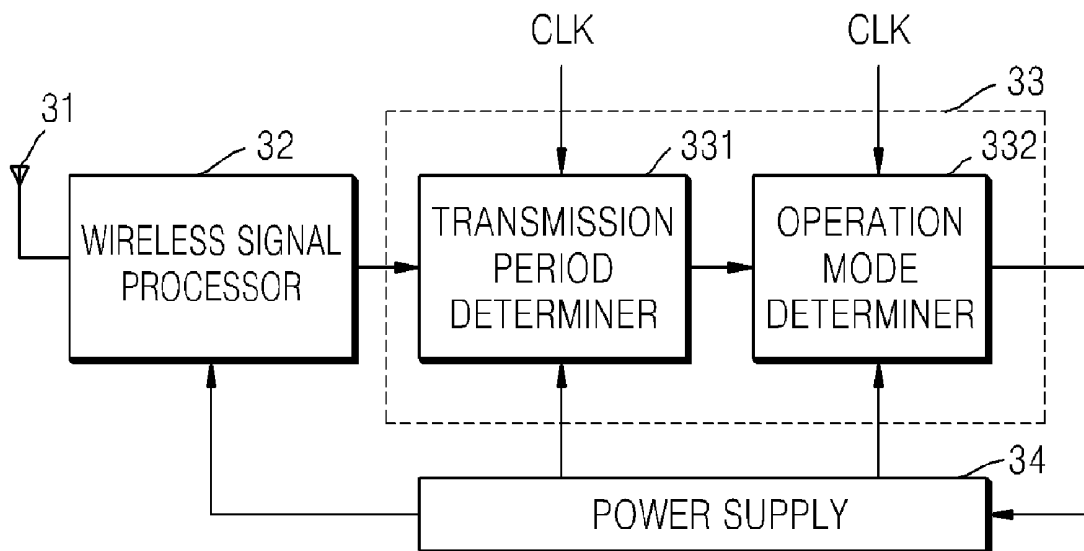 CLK
CLK
33
31
32
331
332
WIRELESS SIGNAL
PROCESSOR
TRANSMISSION
PERIOD
DETERMINER
OPERATION
MODE
DETERMINER
34
POWER SUPPLY